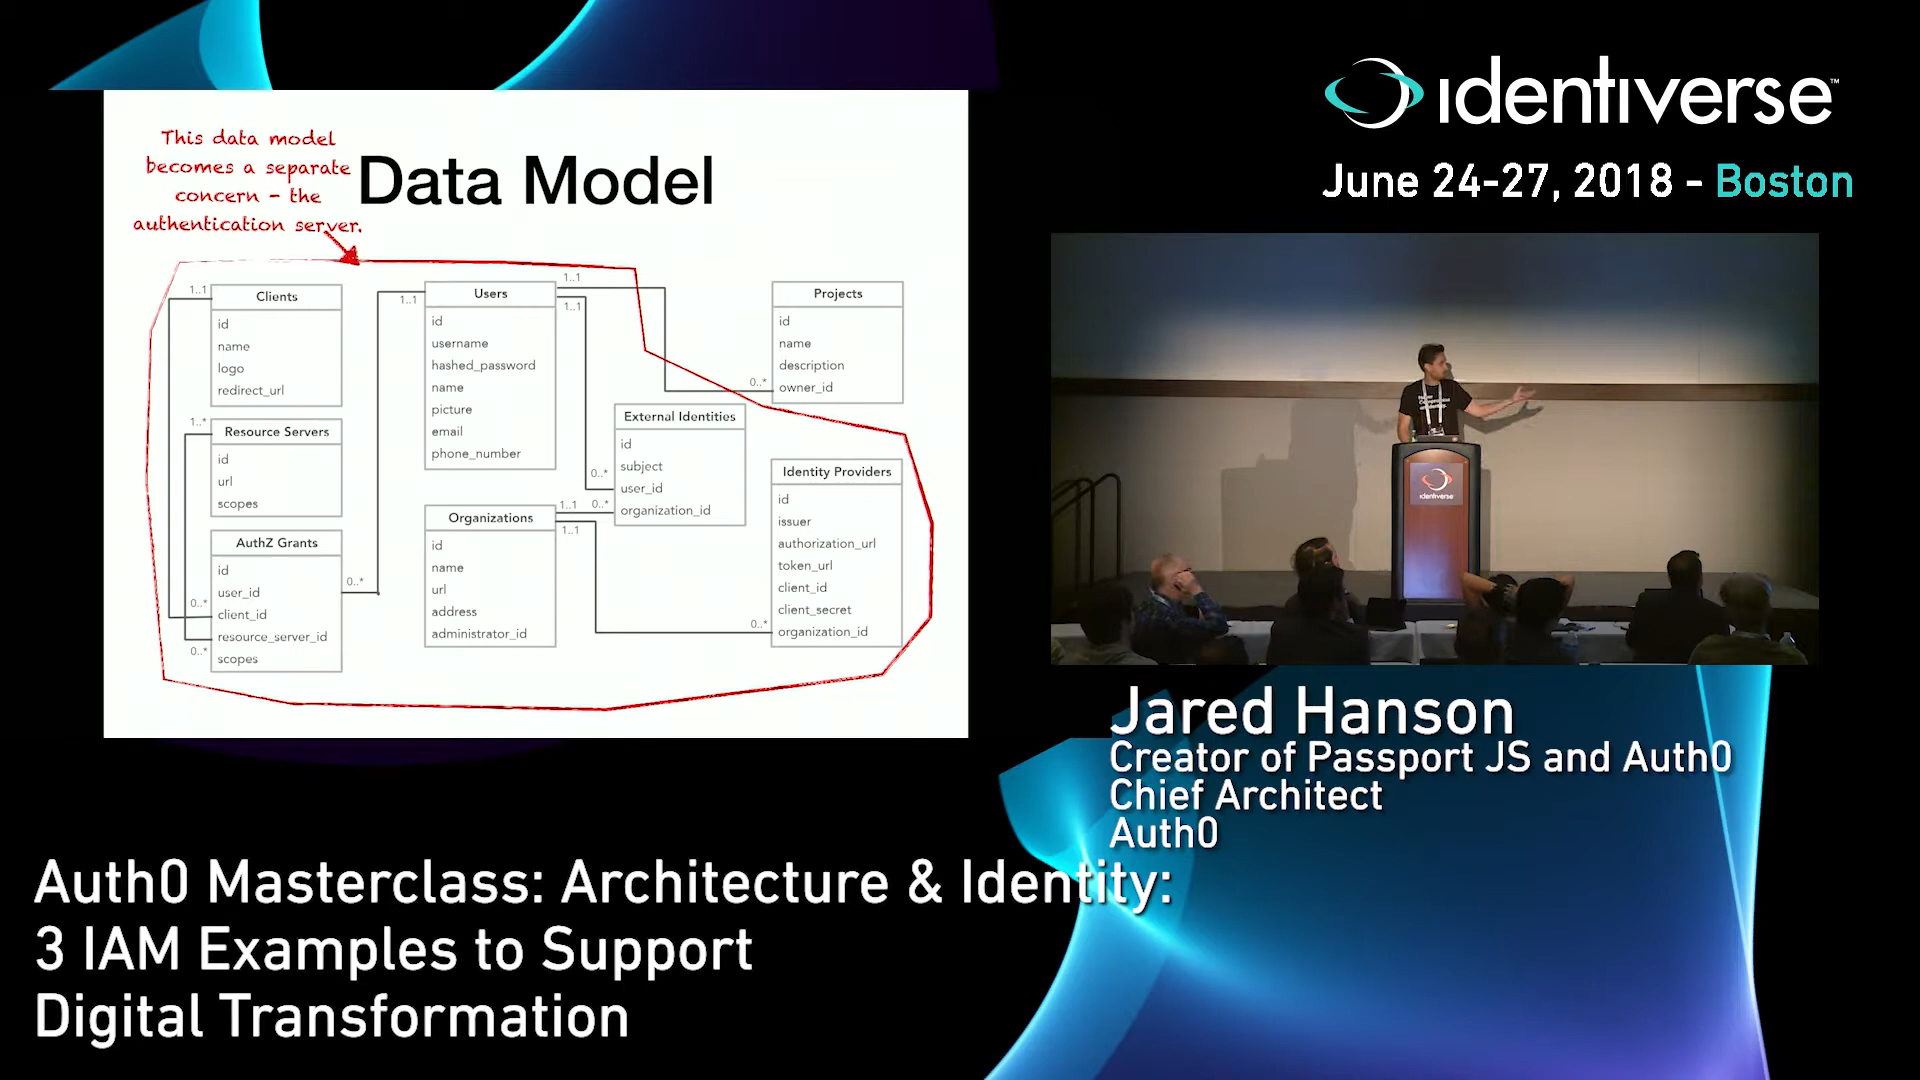 This data model
becomes a separate
concern - the
authentication server.
Data Model
1..1
Clients
id
name
logo
redirect_url
1..*
Resource Servers
id
url
scopes
AuthZ Grants
id
user_id
0..*
client_id
resource_server_id
0..*
scopes
0..*
1..1
Users
id
username
hashed_password
name
picture
email
phone_number
1..1
1..1
Organizations
id
name
url
address
administrator_id
1..1
0..*
1..1
0..*
External Identities
id
subject
user_id
organization_id
Projects
id
name
description
0..*
owner_id
Identity Providers
id
issuer
authorization_url
token_url
client_id
client_secret
0..*
organization_id
identiverse™
June 24-27, 2018 - Boston
identiverse
Jared Hanson
Creator of Passport JS and Auth0
Chief Architect
Auth0
Auth0 Masterclass: Architecture & Identity:
3 IAM Examples to Support
Digital Transformation